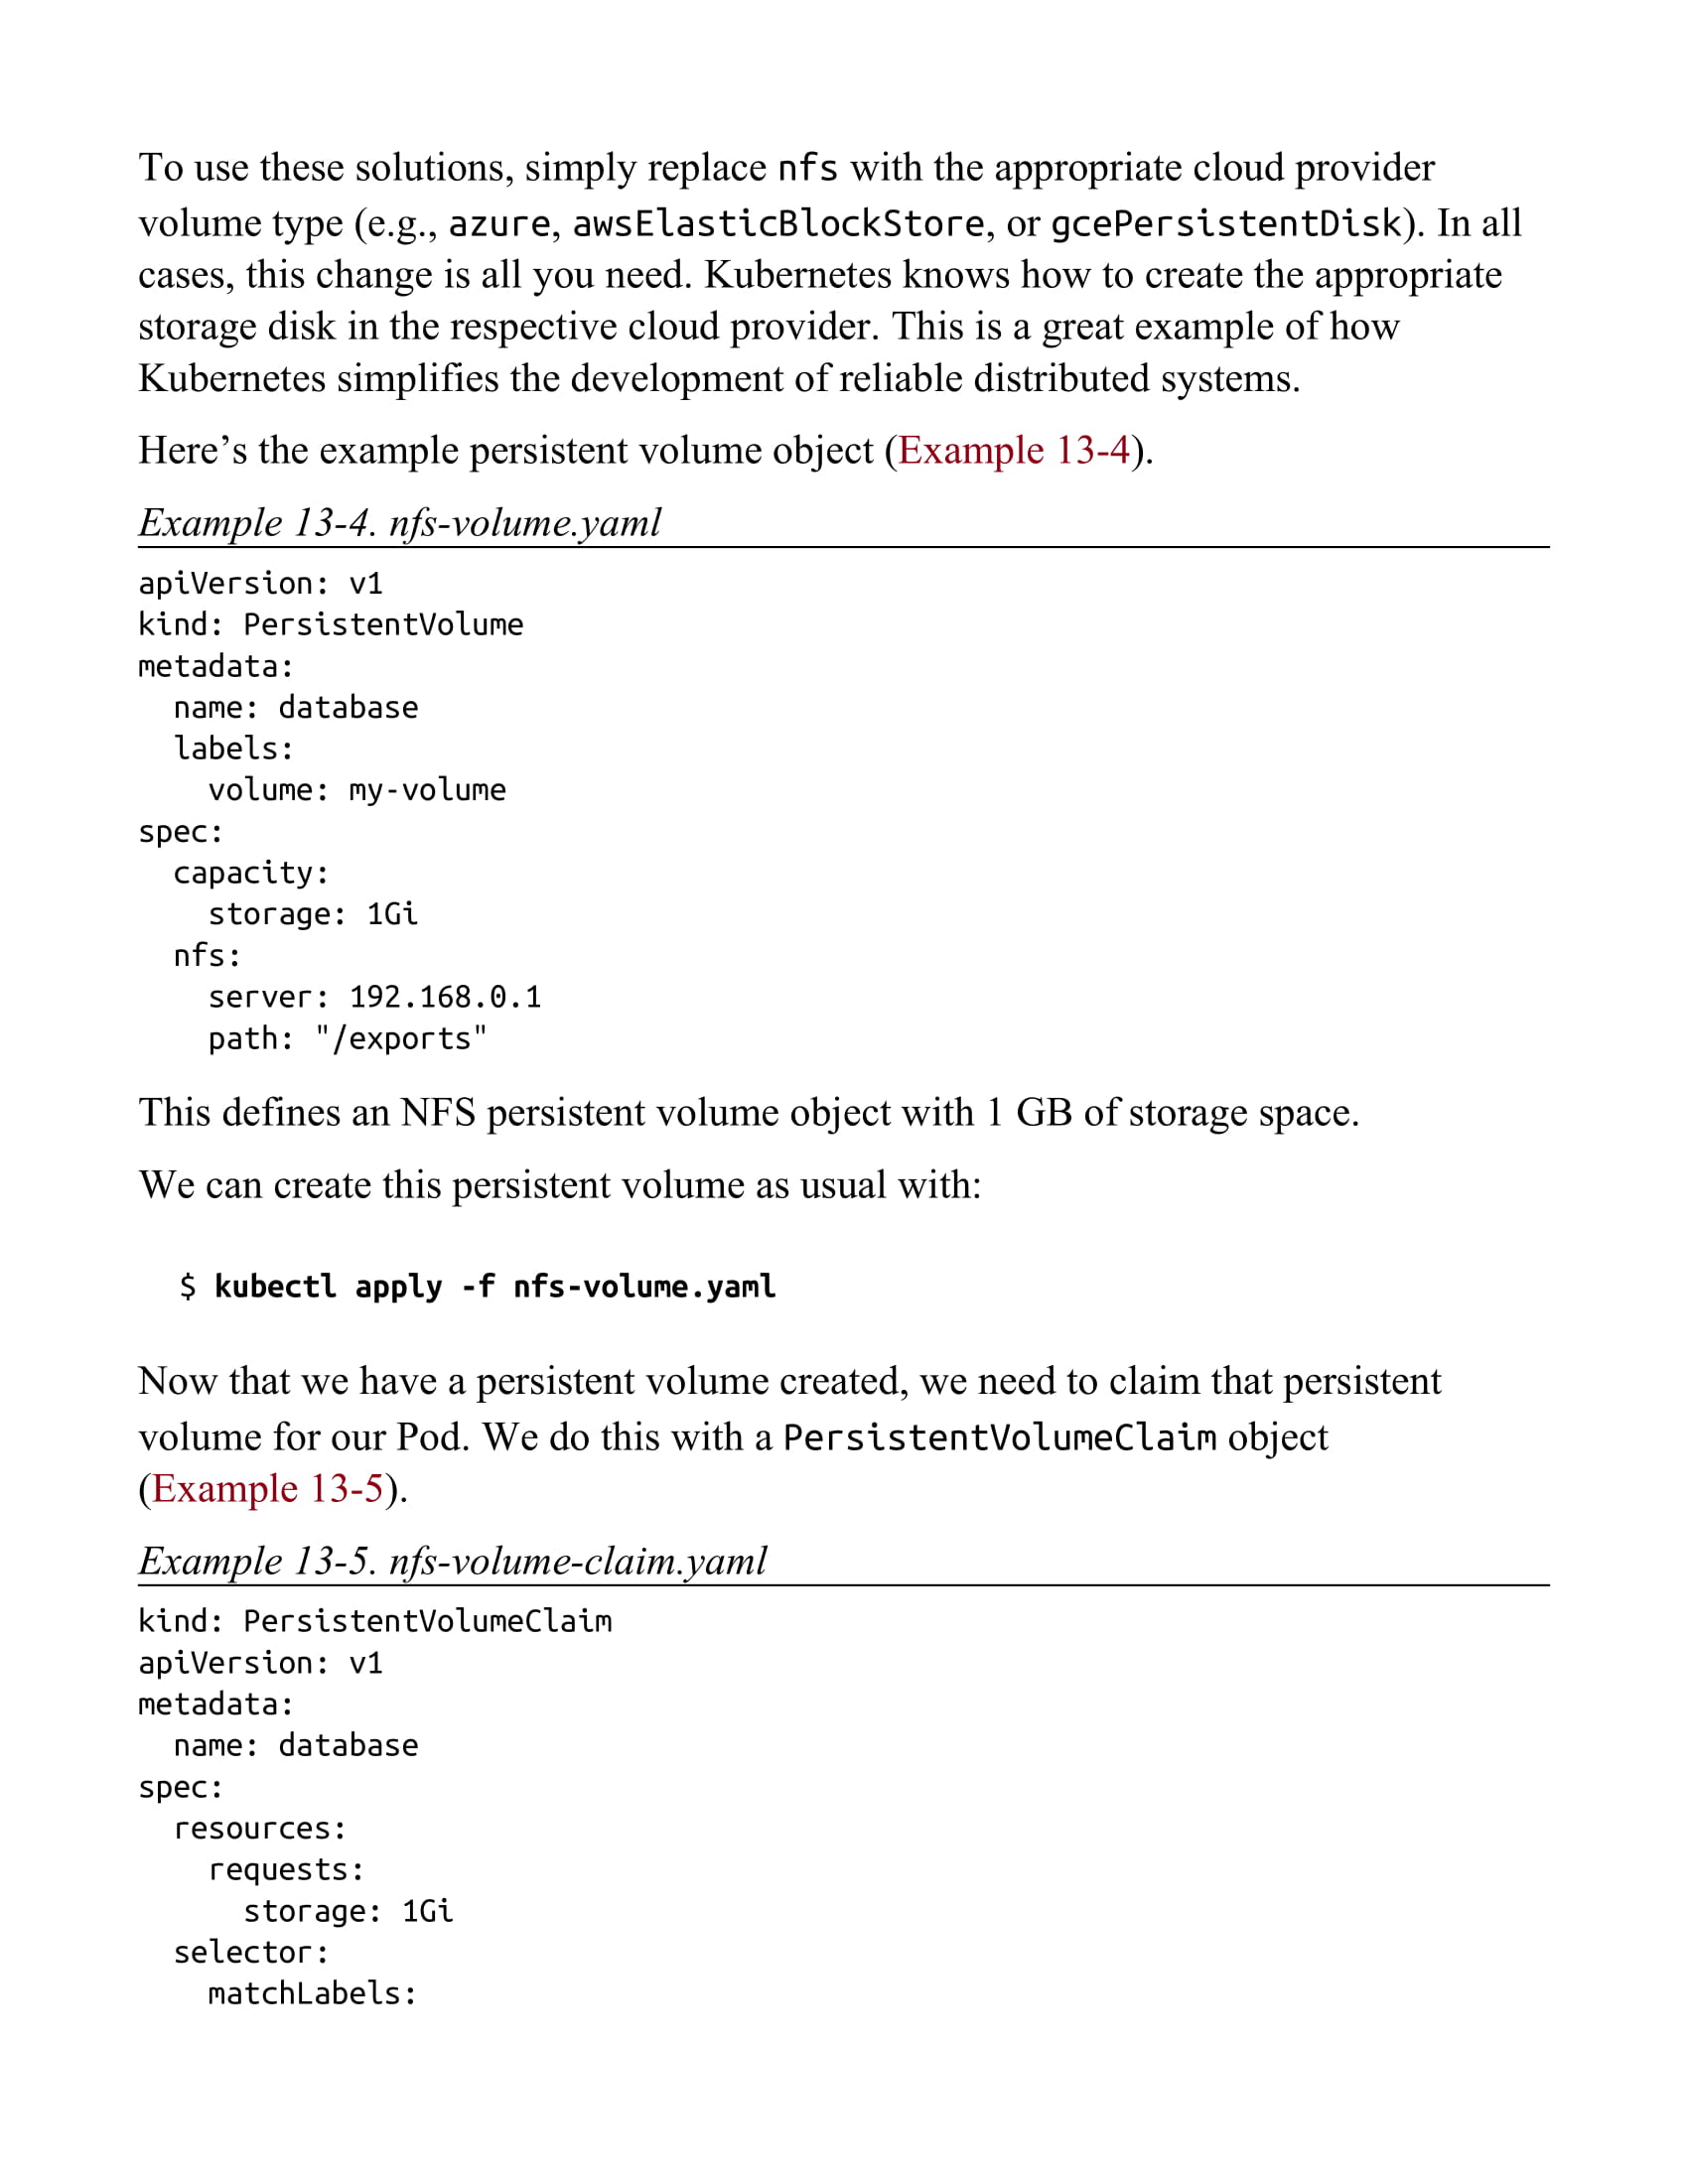 To use these solutions, simply replace nfs with the appropriate cloud provider
volume type (e.g., azure, awsElasticBlockStore, or gcePersistentDisk). In all
cases, this change is all you need. Kubernetes knows how to create the appropriate
storage disk in the respective cloud provider. This is a great example of how
Kubernetes simplifies the development of reliable distributed systems.
Here’s the example persistent volume object (Example 13-4).
Example 13-4. nfs-volume.yaml
apiVersion: v1
kind: PersistentVolume
metadata:
  name: database
  labels:
    volume: my-volume
spec:
  capacity:
    storage: 1Gi
  nfs:
    server: 192.168.0.1
    path: "/exports"
This defines an NFS persistent volume object with 1 GB of storage space.
We can create this persistent volume as usual with:
$ kubectl apply -f nfs-volume.yaml
Now that we have a persistent volume created, we need to claim that persistent
volume for our Pod. We do this with a PersistentVolumeClaim object
(Example 13-5).
Example 13-5. nfs-volume-claim.yaml
kind: PersistentVolumeClaim
apiVersion: v1
metadata:
  name: database
spec:
  resources:
    requests:
      storage: 1Gi
  selector:
    matchLabels: